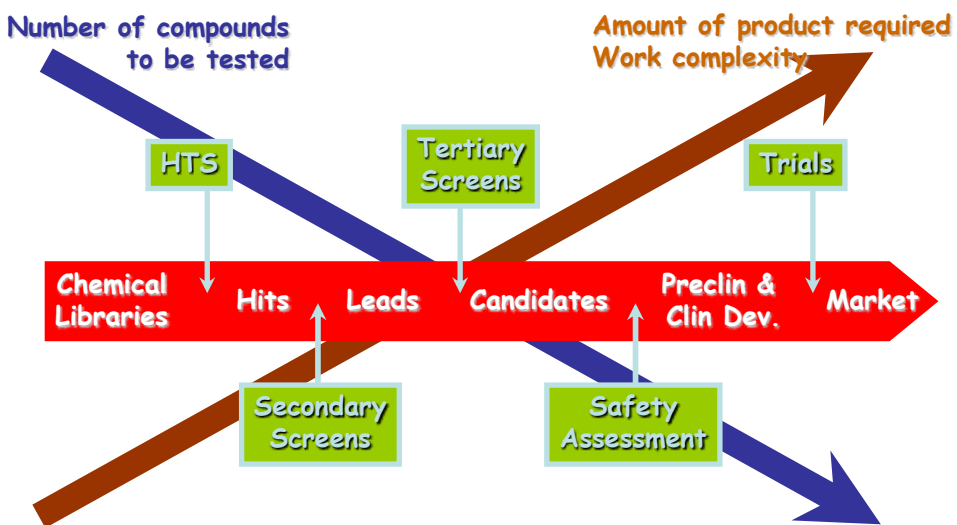 Number of compounds
to be tested
Amount of product required
Work complexity
HTS
Tertiary
Screens
Trials
Chemical
Libraries
Hits
Leads
Candidates
Preclin &
Clin Dev.
Market
Secondary
Screens
Safety
Assessment